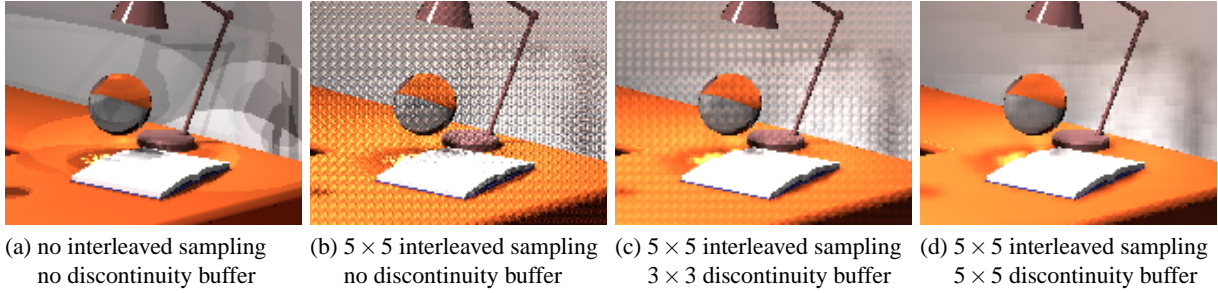 (a) no interleaved sampling
no discontinuity buffer
(b) 5 × 5 interleaved sampling
no discontinuity buffer
(c) 5 × 5 interleaved sampling
3 × 3 discontinuity buffer
(d) 5 × 5 interleaved sampling
5 × 5 discontinuity buffer